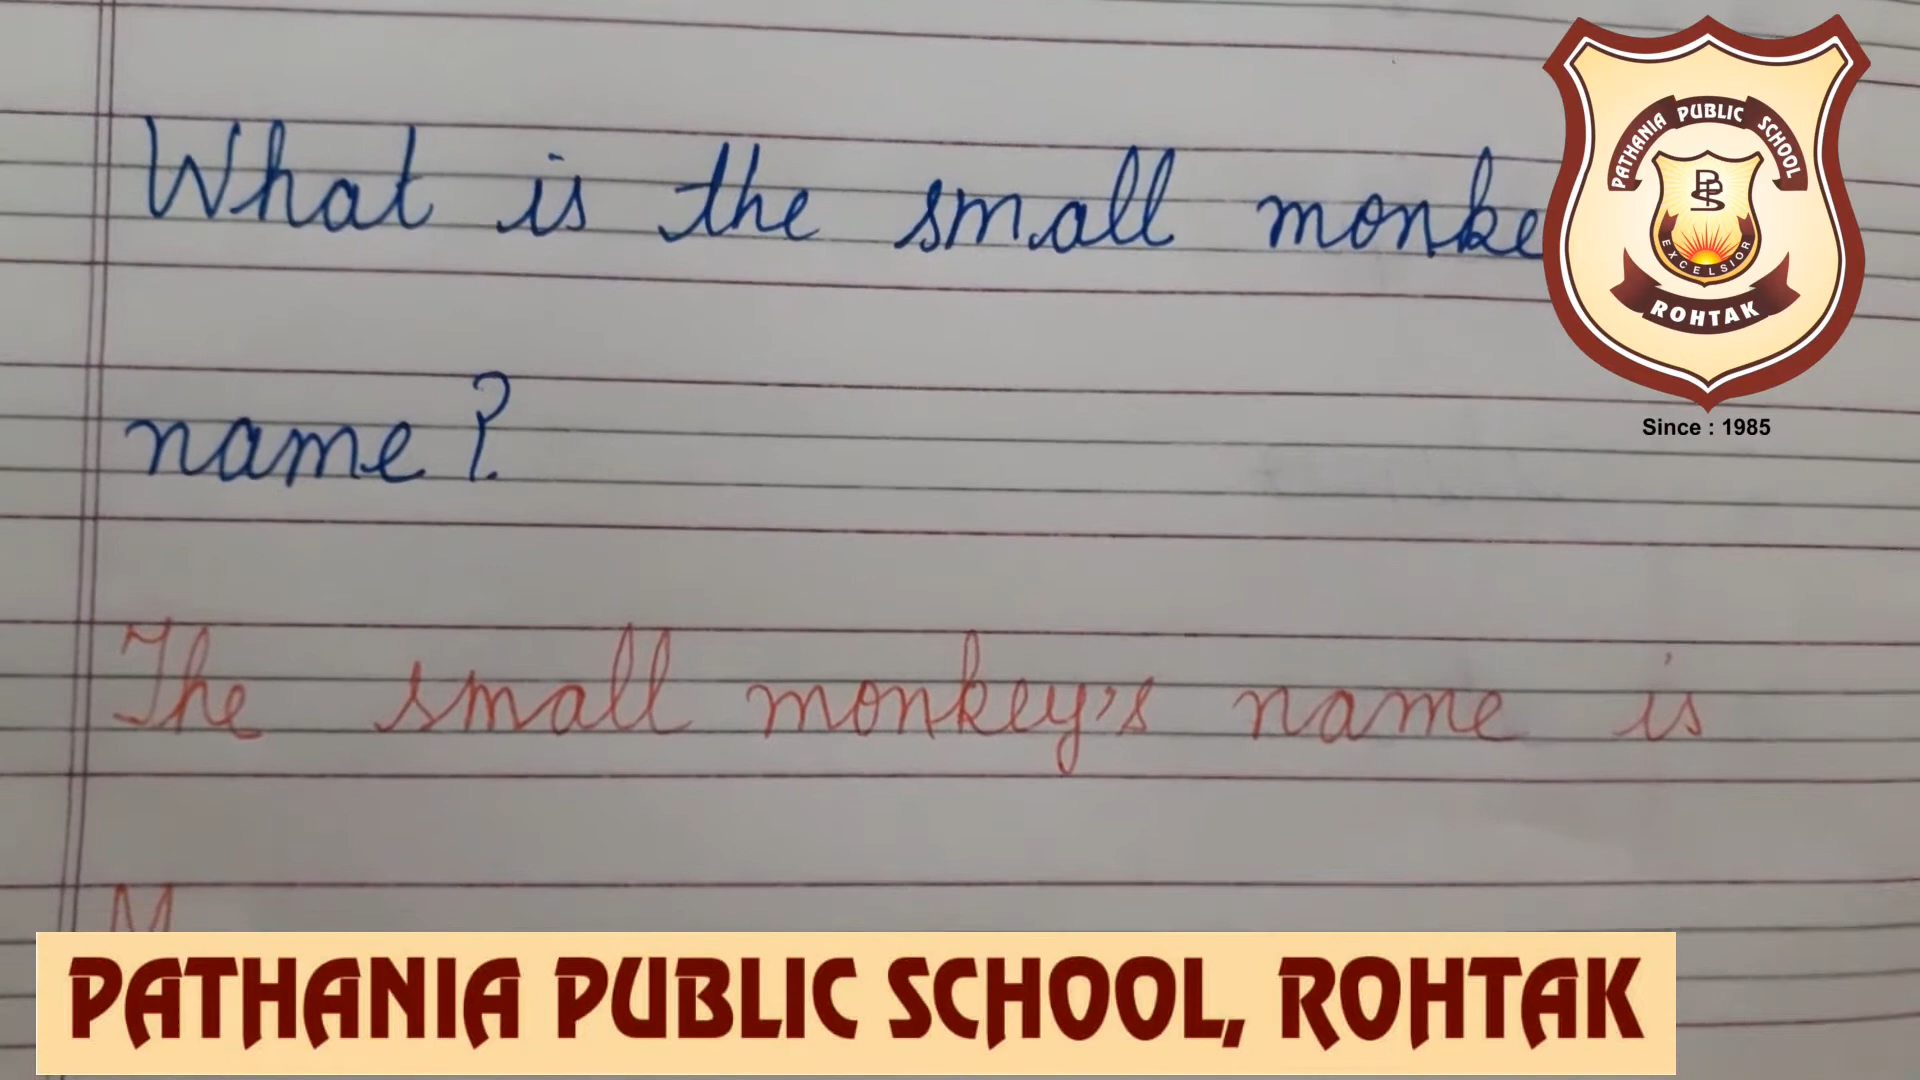 What is the small monke
name?
The small monkey's name is
M
PATHANIA PUBLIC SCHOOL
PBS
EXCELSIOR
ROHTAK
Since : 1985
PATHANIA PUBLIC SCHOOL, ROHTAK